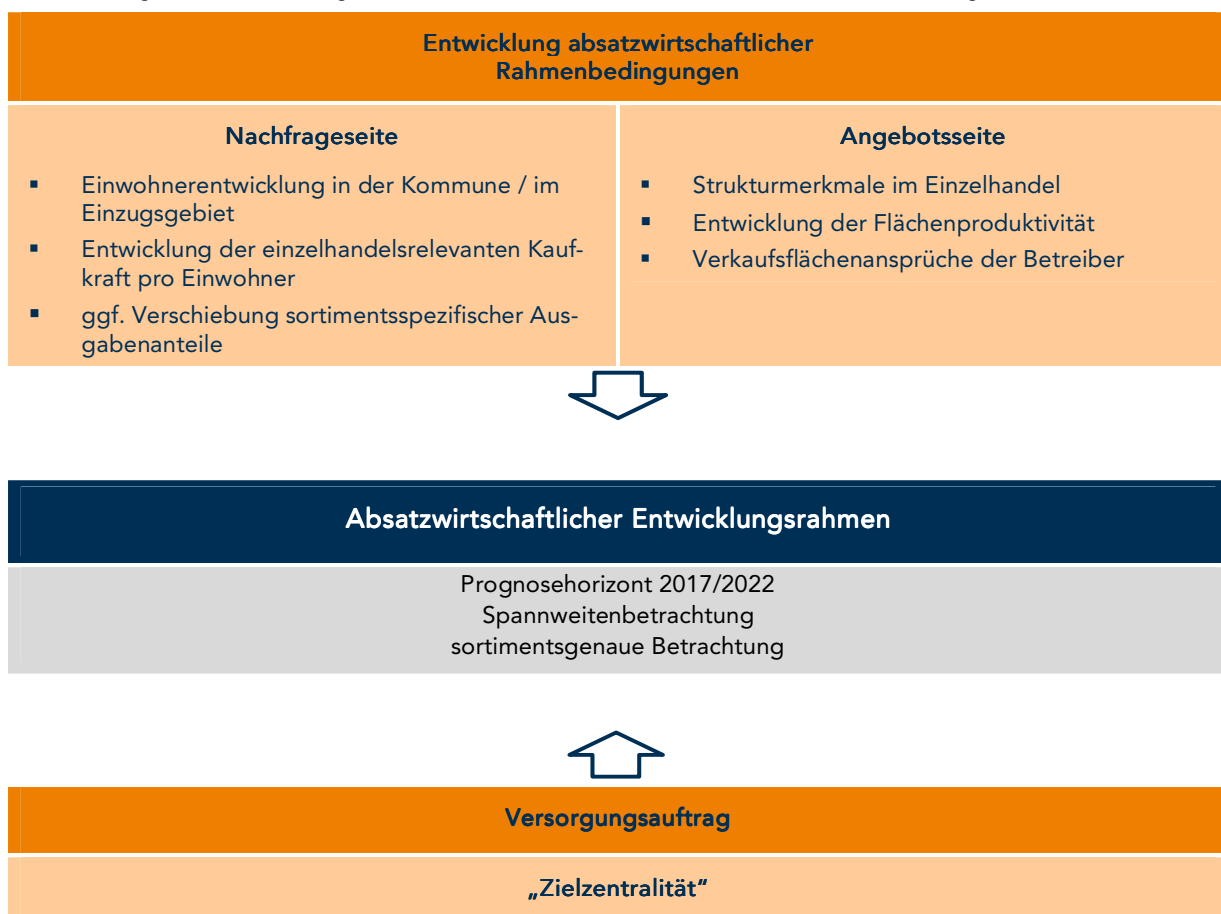 Entwicklung absatzwirtschaftlicher
Rahmenbedingungen
Nachfrageseite
▪ Einwohnerentwicklung in der Kommune / im
Einzugsgebiet
▪ Entwicklung der einzelhandelsrelevanten Kauf-
kraft pro Einwohner
▪ ggf. Verschiebung sortimentsspezifischer Aus-
gabenanteile
Angebotsseite
▪ Strukturmerkmale im Einzelhandel
▪ Entwicklung der Flächenproduktivität
▪ Verkaufsflächenansprüche der Betreiber
Absatzwirtschaftlicher Entwicklungsrahmen
Prognosehorizont 2017/2022
Spannweitenbetrachtung
sortimentsgenaue Betrachtung
Versorgungsauftrag
„Zielzentralität“